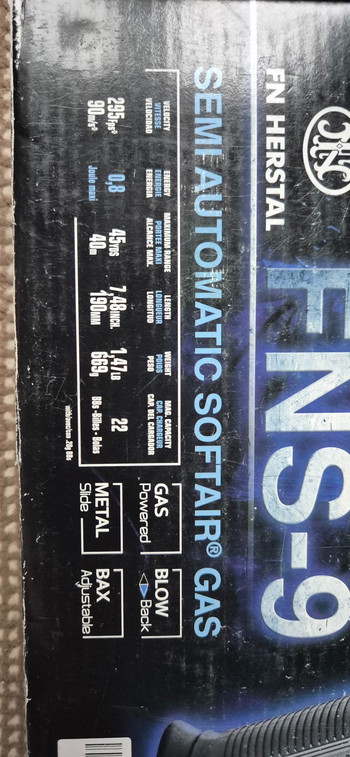 FN
FN HERSTAL
FNS-9
SEMI AUTOMATIC SOFTAIR® GAS
VELOCITY
VITESSE
VELOCIDAD
295Fps*
90m/s*
ENERGY
ENERGIE
ENERGIA
0,8
Joule maxi
MAXIMUM RANGE
PORTEE MAXI
ALCANCE MAX.
45YDS
40m
LENGTH
LONGUEUR
LONGITUD
7,48INCH.
190MM
WEIGHT
POIDS
PESO
1,47LB
669g
MAG. CAPACITY
CAP. CHARGEUR
CAP. DEL CARGADOR
22
BBs - Billes - Bolas
GAS
Powered
BLOW
Back
METAL
Slide
BAX
Adjustable